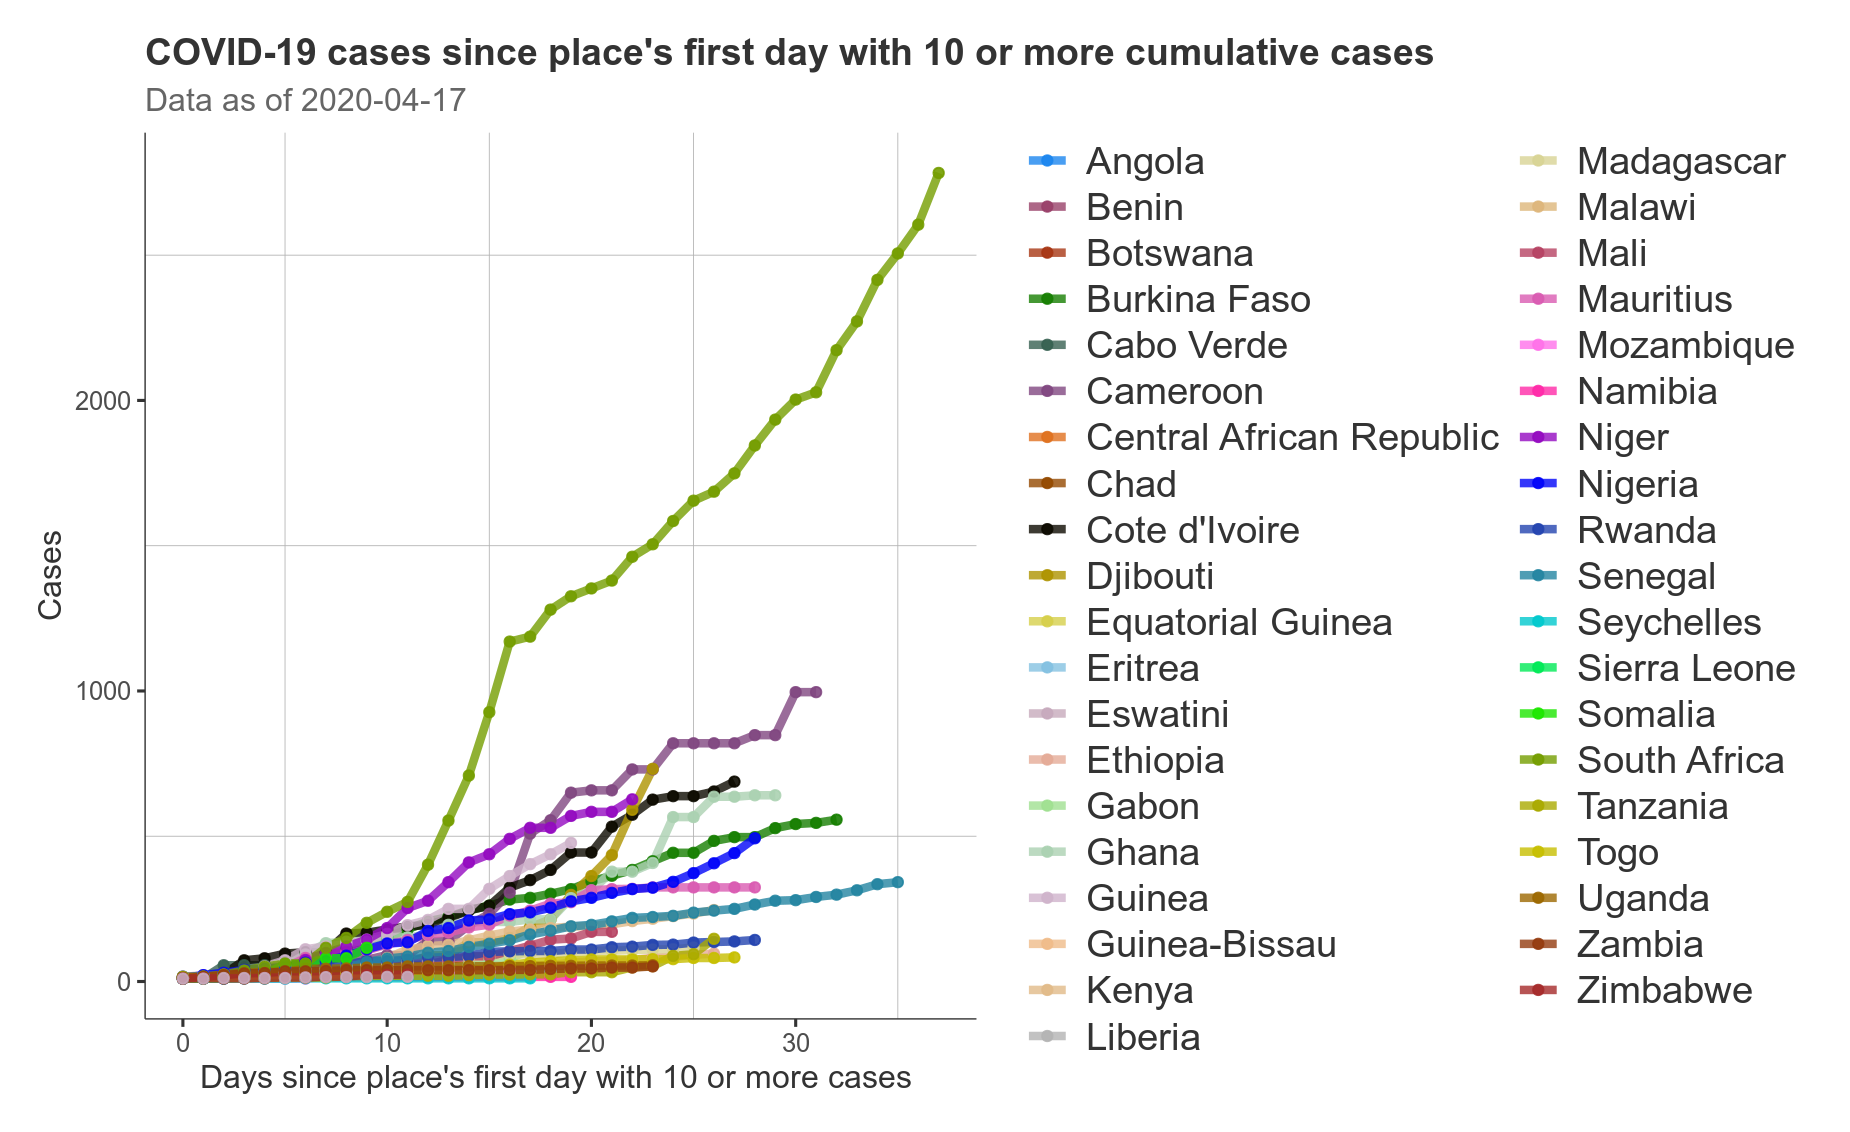 COVID-19 cases since place's first day with 10 or more cumulative cases
Data as of 2020-04-17
Cases
2000
1000
0
0 10 20 30
Days since place's first day with 10 or more cases
Angola
Benin
Botswana
Burkina Faso
Cabo Verde
Cameroon
Central African Republic
Chad
Cote d'Ivoire
Djibouti
Equatorial Guinea
Eritrea
Eswatini
Ethiopia
Gabon
Ghana
Guinea
Guinea-Bissau
Kenya
Liberia
Madagascar
Malawi
Mali
Mauritius
Mozambique
Namibia
Niger
Nigeria
Rwanda
Senegal
Seychelles
Sierra Leone
Somalia
South Africa
Tanzania
Togo
Uganda
Zambia
Zimbabwe